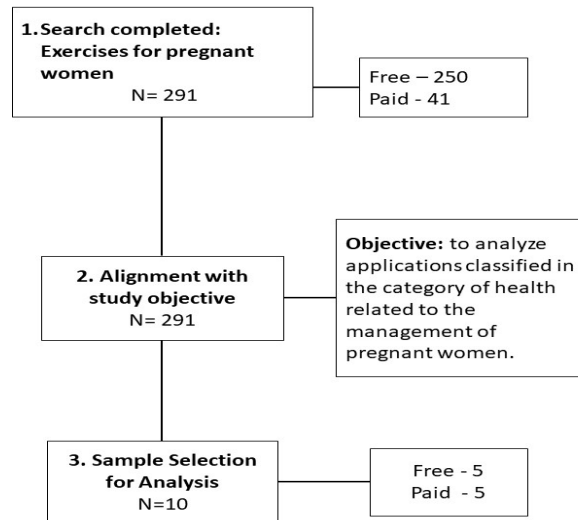 1. Search completed:
Exercises for pregnant
women
N= 291
Free – 250
Paid - 41
2. Alignment with
study objective
N= 291
Objective: to analyze
applications classified in
the category of health
related to the
management of
pregnant women.
3. Sample Selection
for Analysis
N=10
Free - 5
Paid - 5